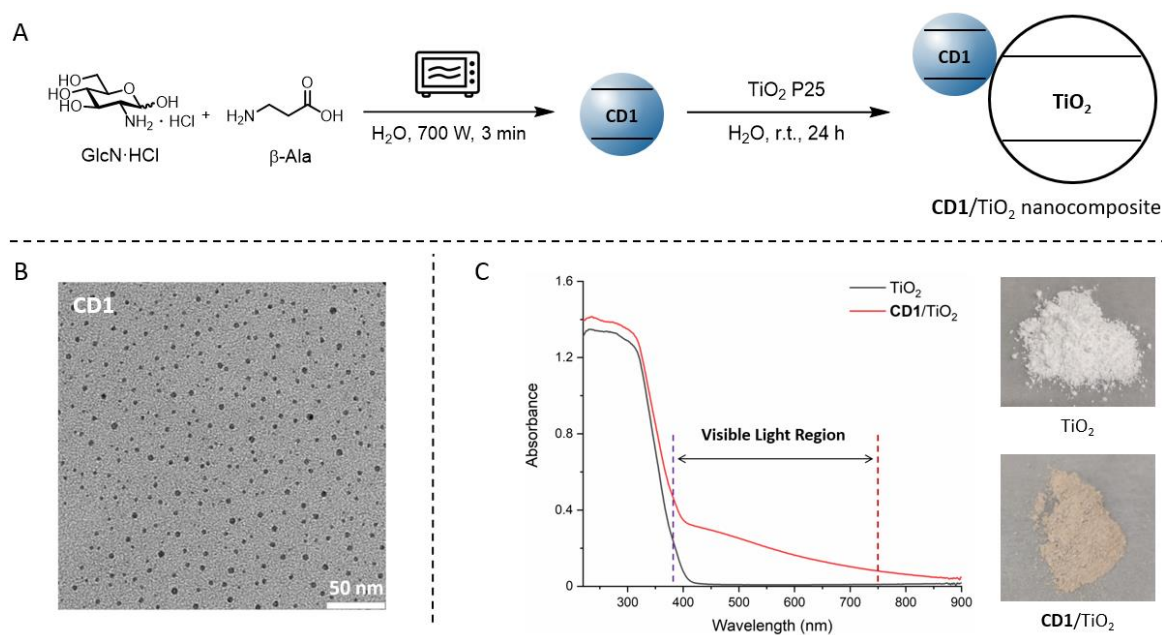 A
HO
HO
HO
O
OH
NH₂ · HCl
GlcN·HCl
+
H₂N
O
OH
β-Ala
H₂O, 700 W, 3 min
CD1
TiO₂ P25
H₂O, r.t., 24 h
CD1
TiO₂
CD1/TiO₂ nanocomposite
B
CD1
50 nm
C
1.6
1.2
0.8
0.4
0
Absorbance
300 400 500 600 700 800 900
Wavelength (nm)
TiO₂
CD1/TiO₂
Visible Light Region
TiO₂
CD1/TiO₂